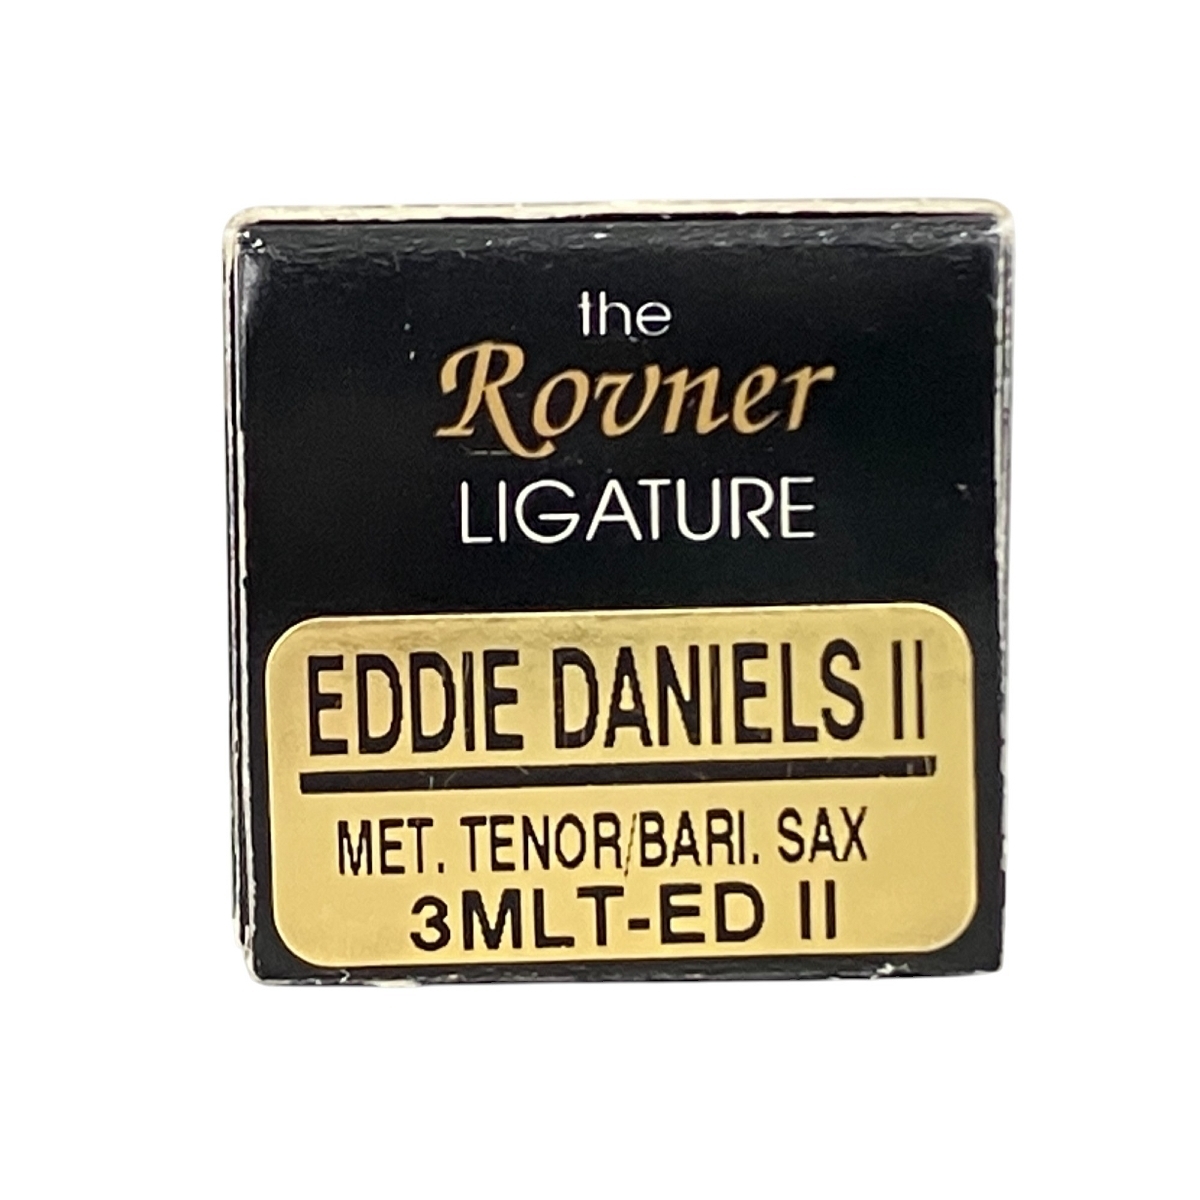 the
Rovner
LIGATURE
EDDIE DANIELS II
MET. TENOR/BARI. SAX
3MLT-ED II